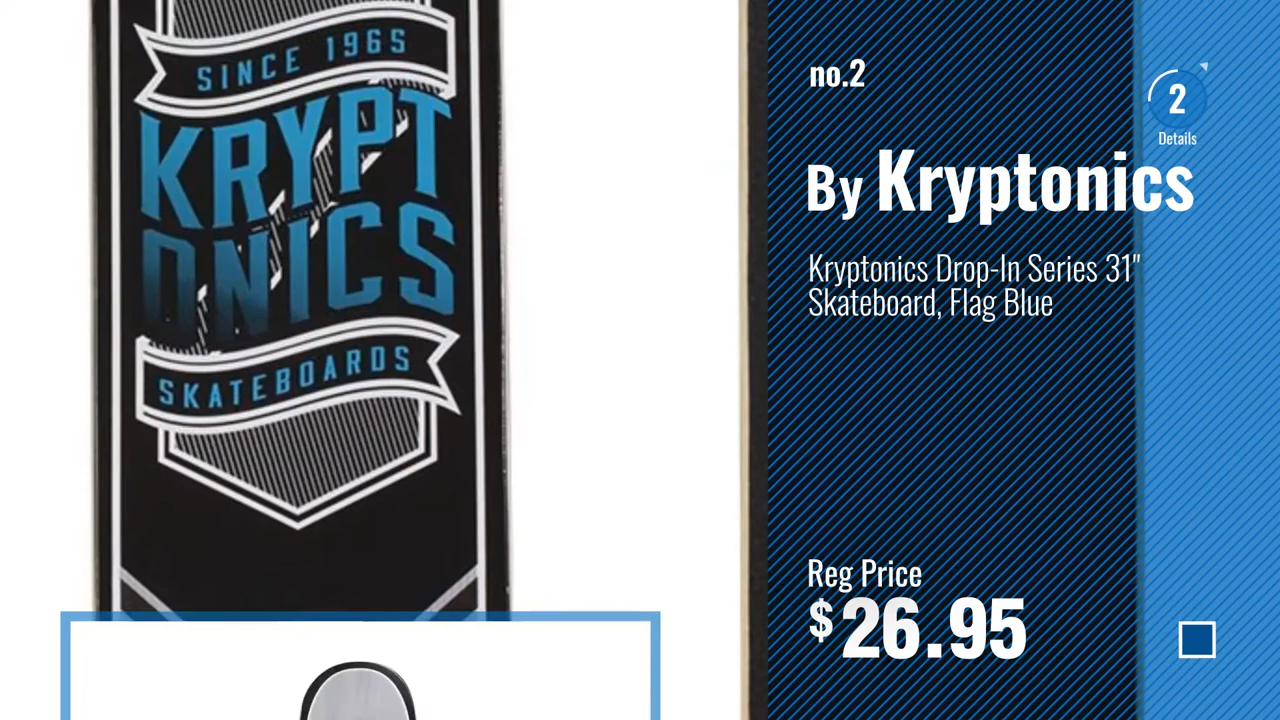 SINCE 1965
KRYPT
ONICS
SKATEBOARDS
no.2
2
Details
By Kryptonics
Kryptonics Drop-In Series 31"
Skateboard, Flag Blue
Reg Price
$26.95